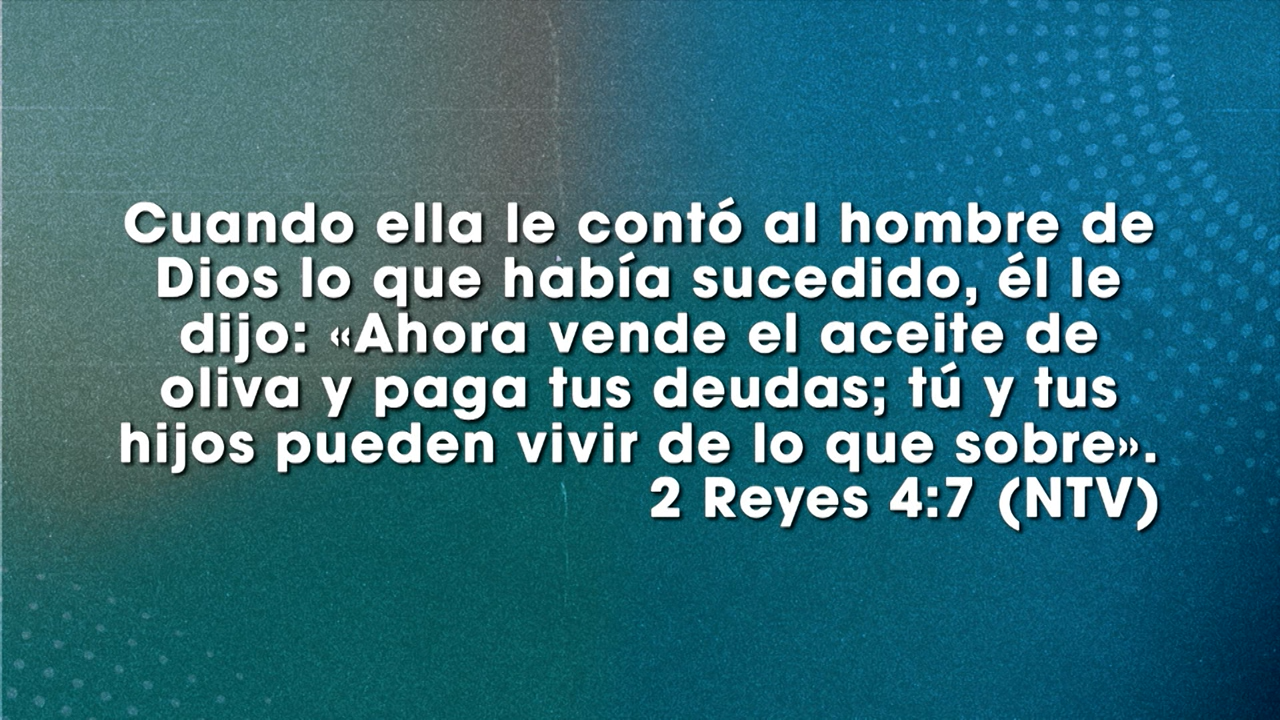 Cuando ella le contó al hombre de
Dios lo que había sucedido, él le
dijo: «Ahora vende el aceite de
oliva y paga tus deudas; tú y tus
hijos pueden vivir de lo que sobre».
2 Reyes 4:7 (NTV)